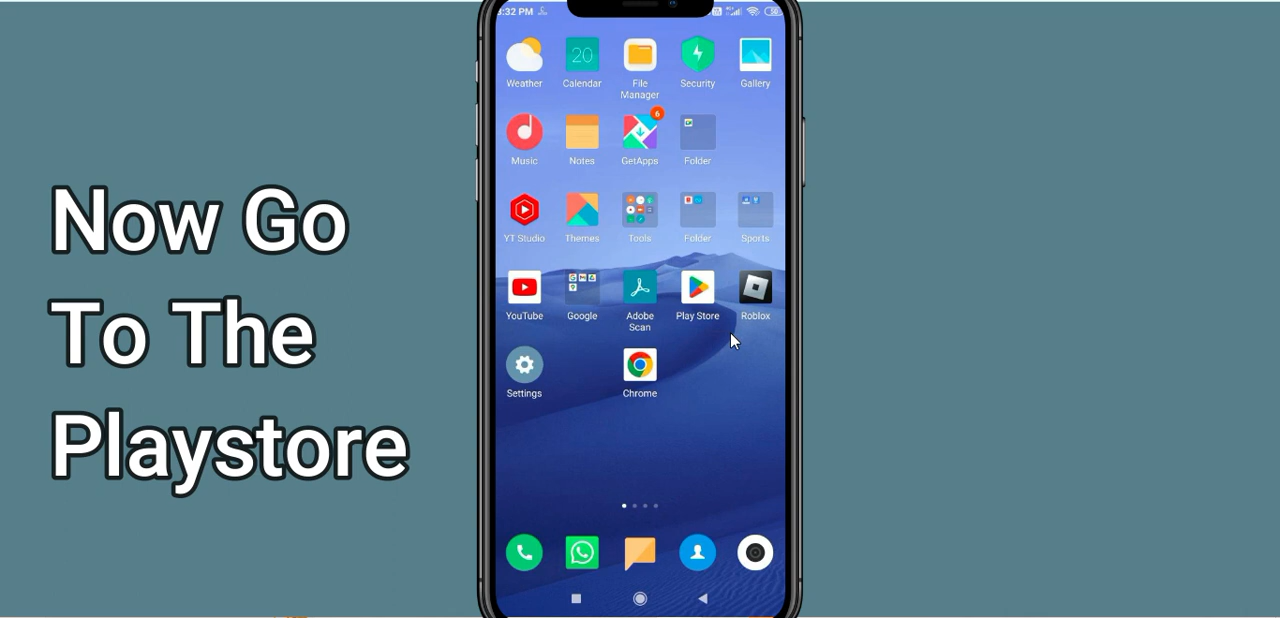 Now Go
To The
Playstore
:32 PM
Weather
Calendar
File
Manager
Security
Gallery
20
6
Music
Notes
GetApps
Folder
YT Studio
Themes
Tools
Folder
Sports
YouTube
Google
Adobe
Scan
Play Store
Roblox
Settings
Chrome